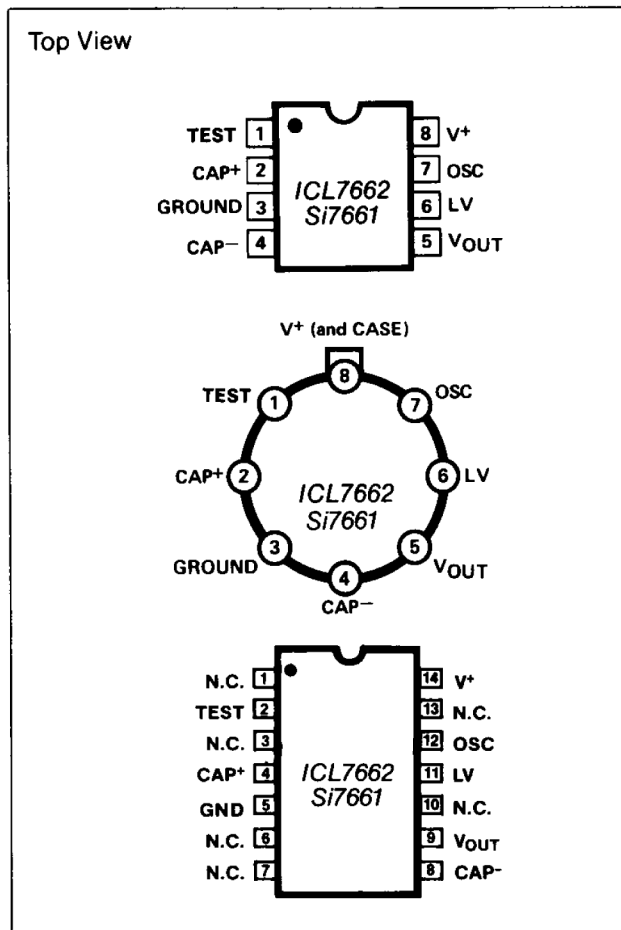 Top View
TEST 1 8 V+
CAP+ 2 7 OSC
ICL7662
GROUND 3 6 LV
Si7661
CAP− 4 5 VOUT
V+ (and CASE)
8
TEST 1 7 OSC
CAP+ 2 6 LV
ICL7662
Si7661
GROUND 3 5 VOUT
4
CAP−
N.C. 1 14 V+
TEST 2 13 N.C.
N.C. 3 12 OSC
CAP+ 4 ICL7662 11 LV
Si7661
GND 5 10 N.C.
N.C. 6 9 VOUT
N.C. 7 8 CAP-